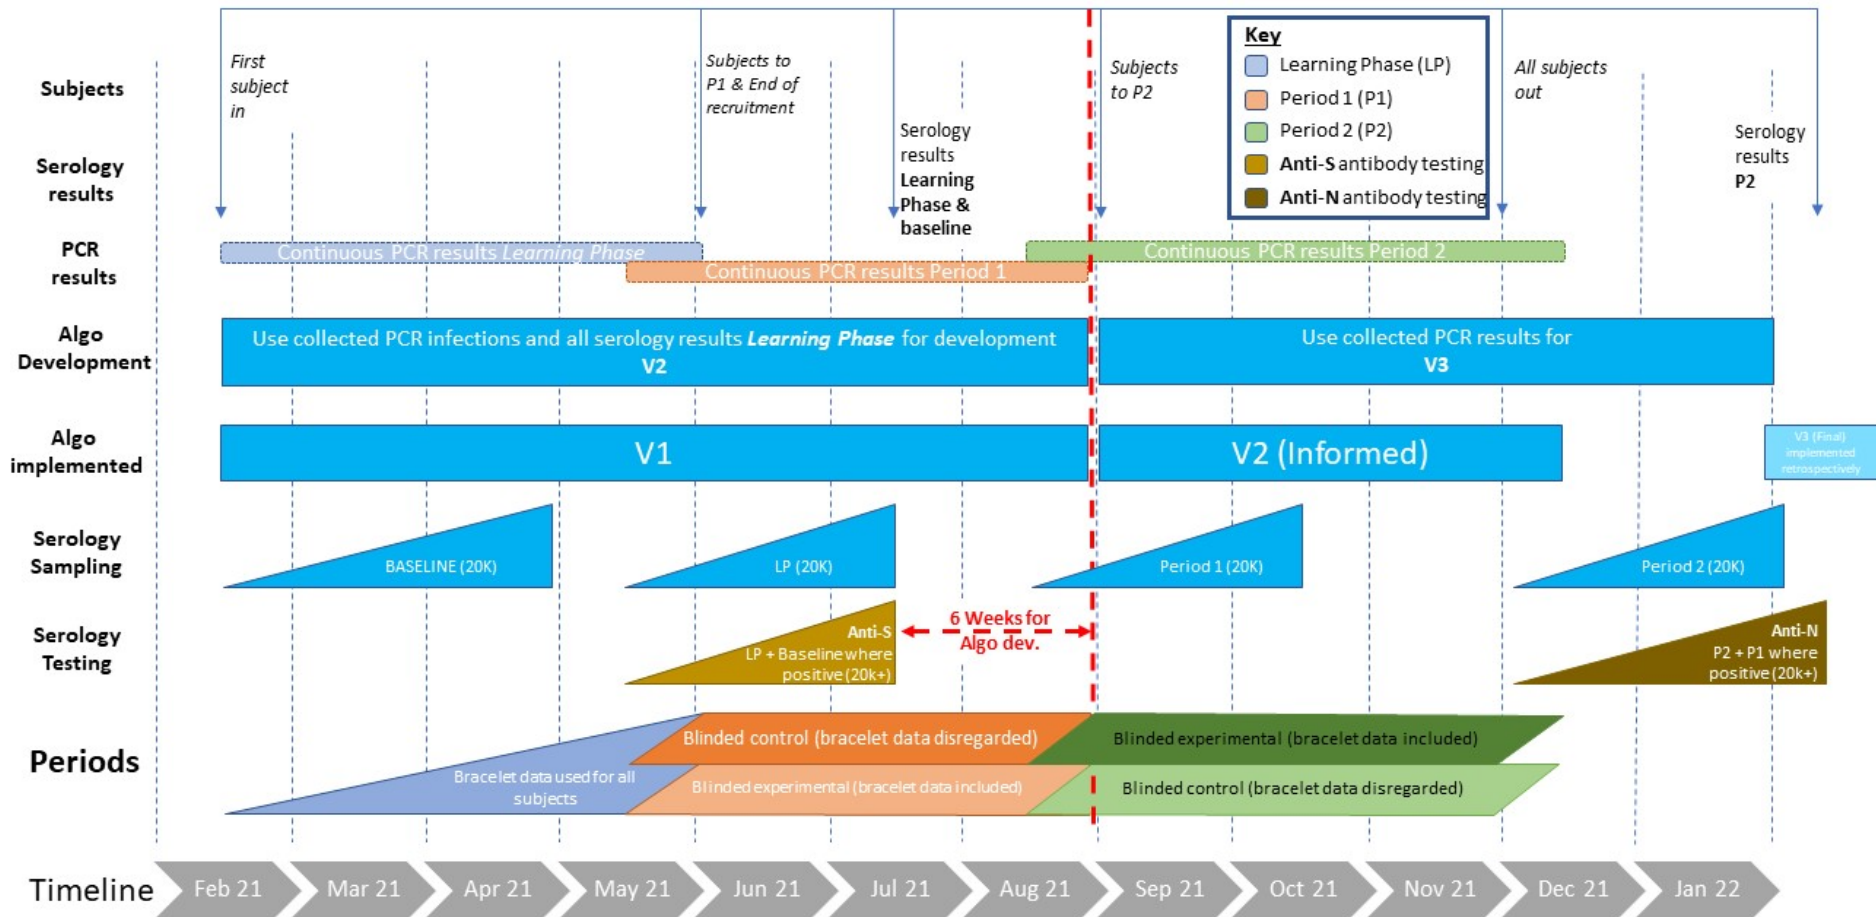 First
subject
in
Subjects to
P1 & End of
recruitment
Subjects
to P2
All subjects
out
Key
Learning Phase (LP)
Period 1 (P1)
Period 2 (P2)
Anti-S antibody testing
Anti-N antibody testing
Subjects
Serology
results
Serology
results
Learning
Phase &
baseline
Serology
results
P2
PCR
results
Continuous PCR results Learning Phase
Continuous PCR results Period 1
Continuous PCR results Period 2
Algo
Development
Use collected PCR infections and all serology results Learning Phase for development
V2
Use collected PCR results for
V3
Algo
implemented
V1
V2 (Informed)
V3 (Final)
implemented
retrospectively
Serology
Sampling
BASELINE (20K)
LP (20K)
Period 1 (20K)
Period 2 (20K)
Serology
Testing
Anti-S
LP + Baseline where
positive (20k+)
6 Weeks for
Algo dev.
Anti-N
P2 + P1 where
positive (20k+)
Periods
Bracelet data used for all
subjects
Blinded control (bracelet data disregarded)
Blinded experimental (bracelet data included)
Blinded experimental (bracelet data included)
Blinded control (bracelet data disregarded)
Timeline
Feb 21
Mar 21
Apr 21
May 21
Jun 21
Jul 21
Aug 21
Sep 21
Oct 21
Nov 21
Dec 21
Jan 22